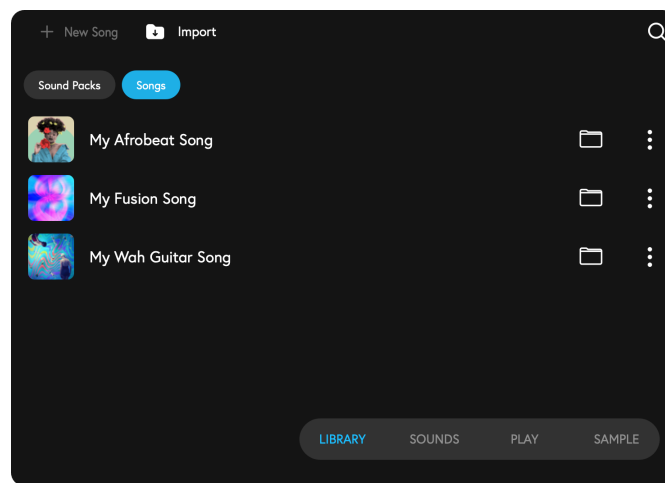 New Song Import
Sound Packs Songs
My Afrobeat Song
My Fusion Song
My Wah Guitar Song
LIBRARY SOUNDS PLAY SAMPLE